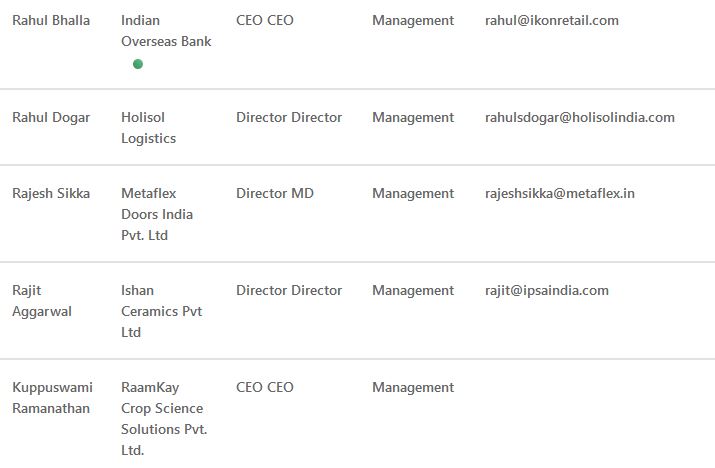 Rahul Bhalla Indian CEO CEO Management rahul@ikonretail.com
Overseas Bank
Rahul Dogar Holisol Director Director Management rahulsdogar@holisolindia.com
Logistics
Rajesh Sikka Metaflex Director MD Management rajeshsikka@metaflex.in
Doors India
Pvt. Ltd
Rajit Ishan Director Director Management rajit@ipsaindia.com
Aggarwal Ceramics Pvt
Ltd
Kuppuswami RaamKay CEO CEO Management
Ramanathan Crop Science
Solutions Pvt.
Ltd.